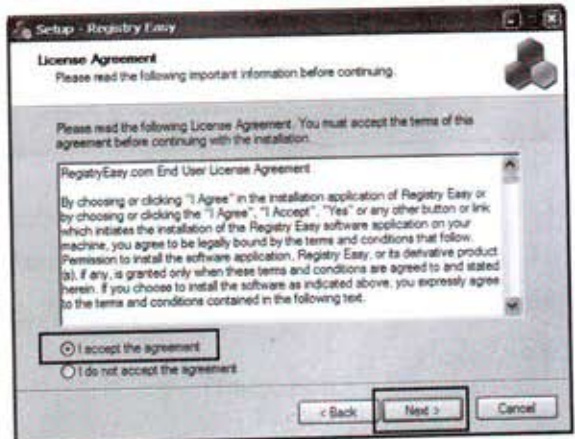 Setup - Registry Easy
License Agreement
Please read the following important information before continuing.
Please read the following License Agreement. You must accept the terms of this
agreement before continuing with the installation.
RegistryEasy.com End User License Agreement
By choosing or clicking "I Agree" in the installation application of Registry Easy or
by choosing or clicking the "I Agree", "I Accept", "Yes" or any other button or link
which initiates the installation of the Registry Easy software application on your
machine, you agree to be legally bound by the terms and conditions that follow.
Permission to install the software application, Registry Easy, or its derivative product
(s), if any, is granted only when these terms and conditions are agreed to and stated
herein. If you choose to install the software as indicated above, you expressly agree
to the terms and conditions contained in the following text.
I accept the agreement
I do not accept the agreement
< Back Next > Cancel